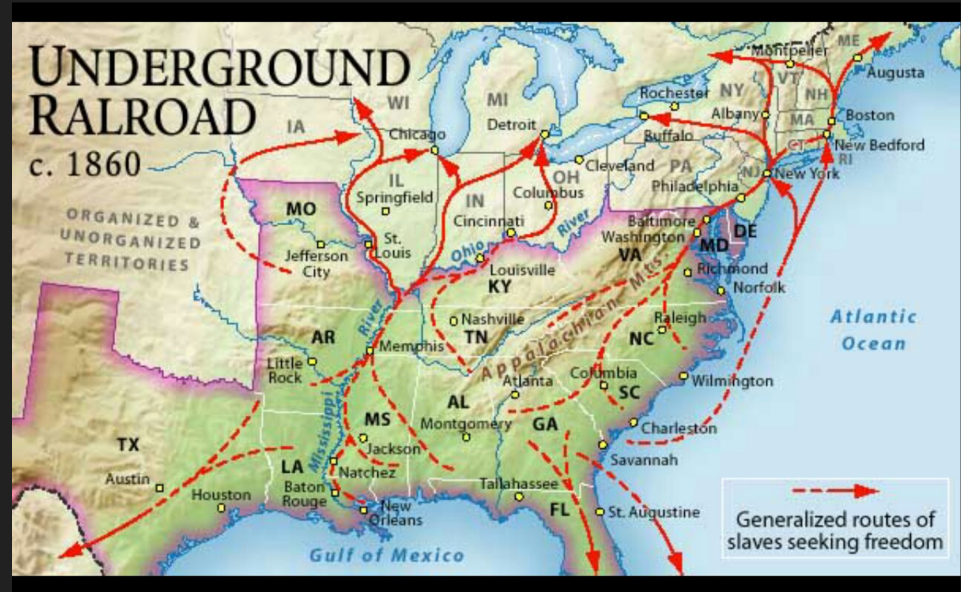 UNDERGROUND
RALROAD
c. 1860
ORGANIZED &
UNORGANIZED
TERRITORIES
IA
WI
MI
NY
VT
NH
ME
MA
CT
RI
NJ
PA
OH
IN
IL
MO
KY
VA
MD
DE
TN
NC
SC
AR
MS
AL
GA
LA
TX
FL
Montpelier
Augusta
Rochester
Albany
Boston
Buffalo
New Bedford
New York
Detroit
Chicago
Cleveland
Springfield
Columbus
Philadelphia
Cincinnati
Baltimore
Washington
Jefferson
City
St.
Louis
Ohio
River
Louisville
Richmond
Norfolk
Appalachian Mts.
Nashville
Raleigh
River
Memphis
Little
Rock
Atlanta
Columbia
Wilmington
Mississippi
Montgomery
Charleston
Jackson
Savannah
Natchez
Austin
Houston
Baton
Rouge
New
Orleans
Tallahassee
St. Augustine
Atlantic
Ocean
Gulf of Mexico
Generalized routes of
slaves seeking freedom